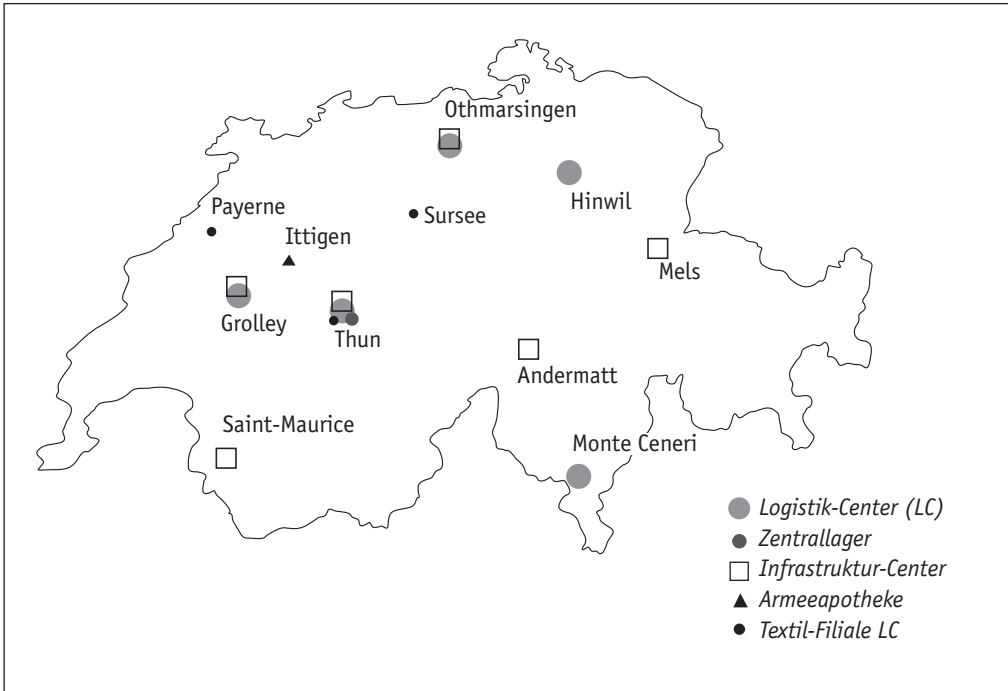 Othmarsingen
Hinwil
Payerne
Sursee
Ittigen
Mels
Grolley
Thun
Andermatt
Saint-Maurice
Monte Ceneri
Logistik-Center (LC)
Zentrallager
Infrastruktur-Center
Armeeapotheke
Textil-Filiale LC